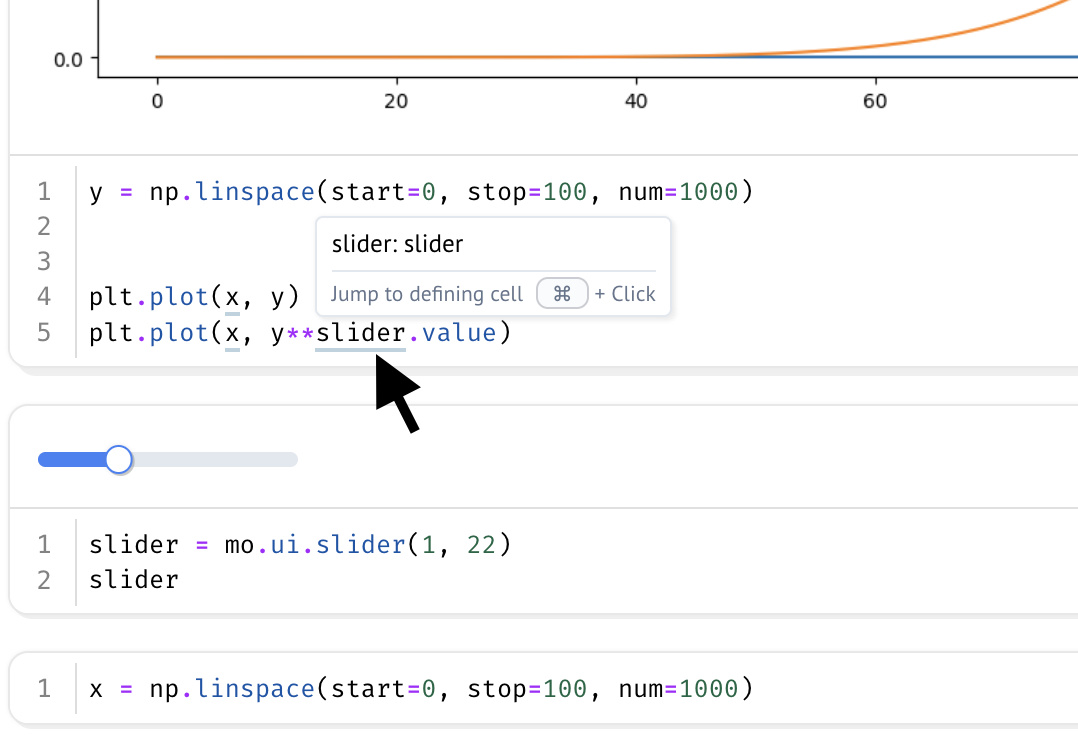 0.0
0 20 40 60
1 y = np.linspace(start=0, stop=100, num=1000)
2
3
slider: slider
Jump to defining cell ⌘ + Click
4 plt.plot(x, y)
5 plt.plot(x, y**slider.value)
1 slider = mo.ui.slider(1, 22)
2 slider
1 x = np.linspace(start=0, stop=100, num=1000)